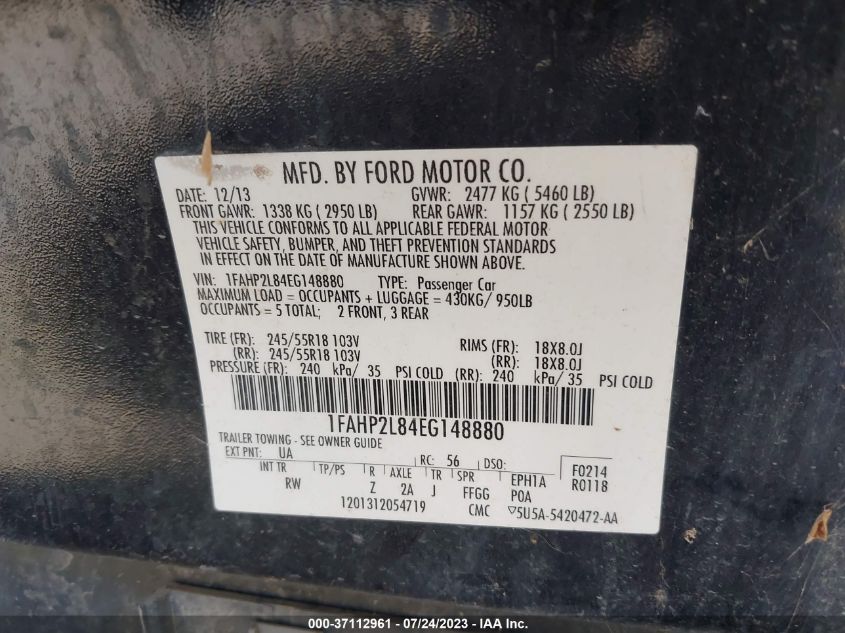 MFD. BY FORD MOTOR CO.
DATE: 12/13 GVWR: 2477 KG ( 5460 LB)
FRONT GAWR: 1338 KG ( 2950 LB) REAR GAWR: 1157 KG ( 2550 LB)
THIS VEHICLE CONFORMS TO ALL APPLICABLE FEDERAL MOTOR
VEHICLE SAFETY, BUMPER, AND THEFT PREVENTION STANDARDS
IN EFFECT ON THE DATE OF MANUFACTURE SHOWN ABOVE.
VIN: 1FAHP2L84EG148880 TYPE: Passenger Car
MAXIMUM LOAD = OCCUPANTS + LUGGAGE = 430KG/ 950LB
OCCUPANTS = 5 TOTAL; 2 FRONT, 3 REAR
TIRE (FR): 245/55R18 103V RIMS (FR): 18X8.0J
(RR): 245/55R18 103V (RR): 18X8.0J
PRESSURE (FR): 240 kPa/ 35 PSI COLD (RR): 240 kPa/ 35 PSI COLD
1FAHP2L84EG148880
TRAILER TOWING - SEE OWNER GUIDE
EXT PNT: UA RC: 56 DSO: F0214
INT TR TP/PS R AXLE TR SPR EPH1A R0118
RW Z 2A J FFGG POA
1201312054719 CMC ▽5U5A-5420472-AA
000-37112961 - 07/24/2023 - IAA Inc.